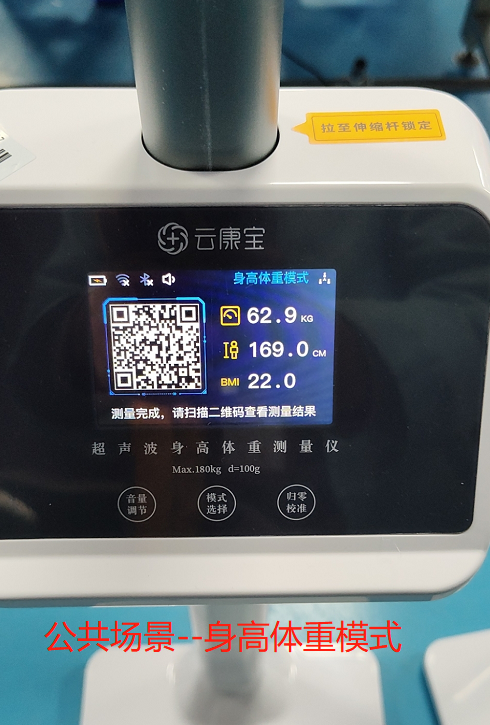 拉至伸缩杆锁定
云康宝
身高体重模式
62.9 KG
169.0 CM
BMI 22.0
测量完成，请扫描二维码查看测量结果
超声波身高体重测量仪
Max.180kg d=100g
音量
调节
模式
选择
归零
校准
公共场景--身高体重模式